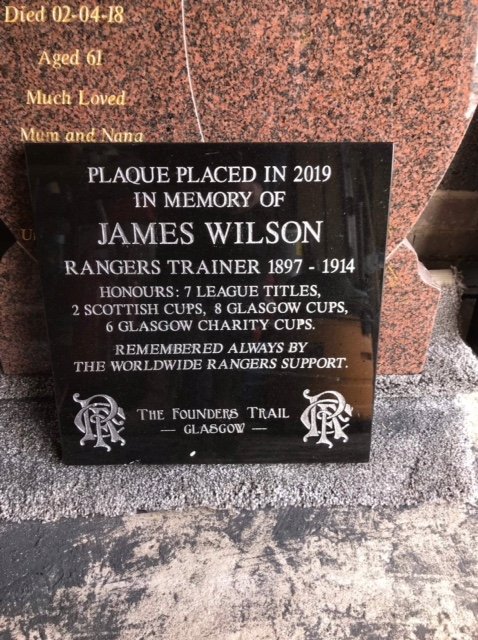 Died 02-04-18
Aged 61
Much Loved
Mum and Nana
PLAQUE PLACED IN 2019
IN MEMORY OF
JAMES WILSON
RANGERS TRAINER 1897 - 1914
HONOURS: 7 LEAGUE TITLES,
2 SCOTTISH CUPS, 8 GLASGOW CUPS,
6 GLASGOW CHARITY CUPS.
REMEMBERED ALWAYS BY
THE WORLDWIDE RANGERS SUPPORT.
THE FOUNDERS TRAIL
— GLASGOW —